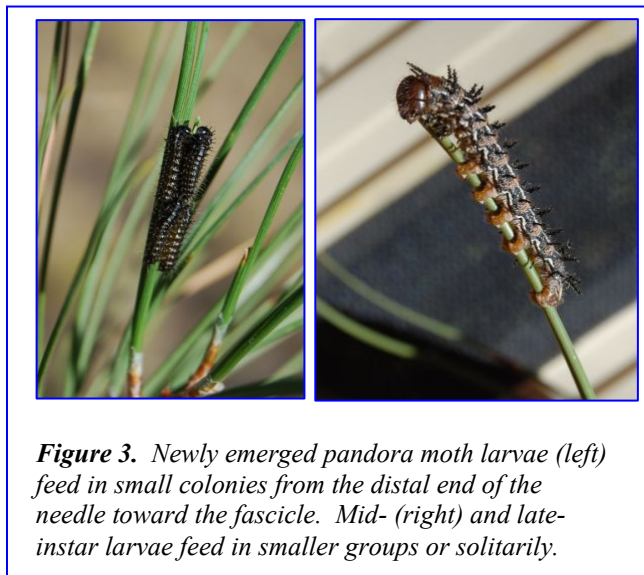 Figure 3. Newly emerged pandora moth larvae (left)
feed in small colonies from the distal end of the
needle toward the fascicle. Mid- (right) and late-
instar larvae feed in smaller groups or solitarily.